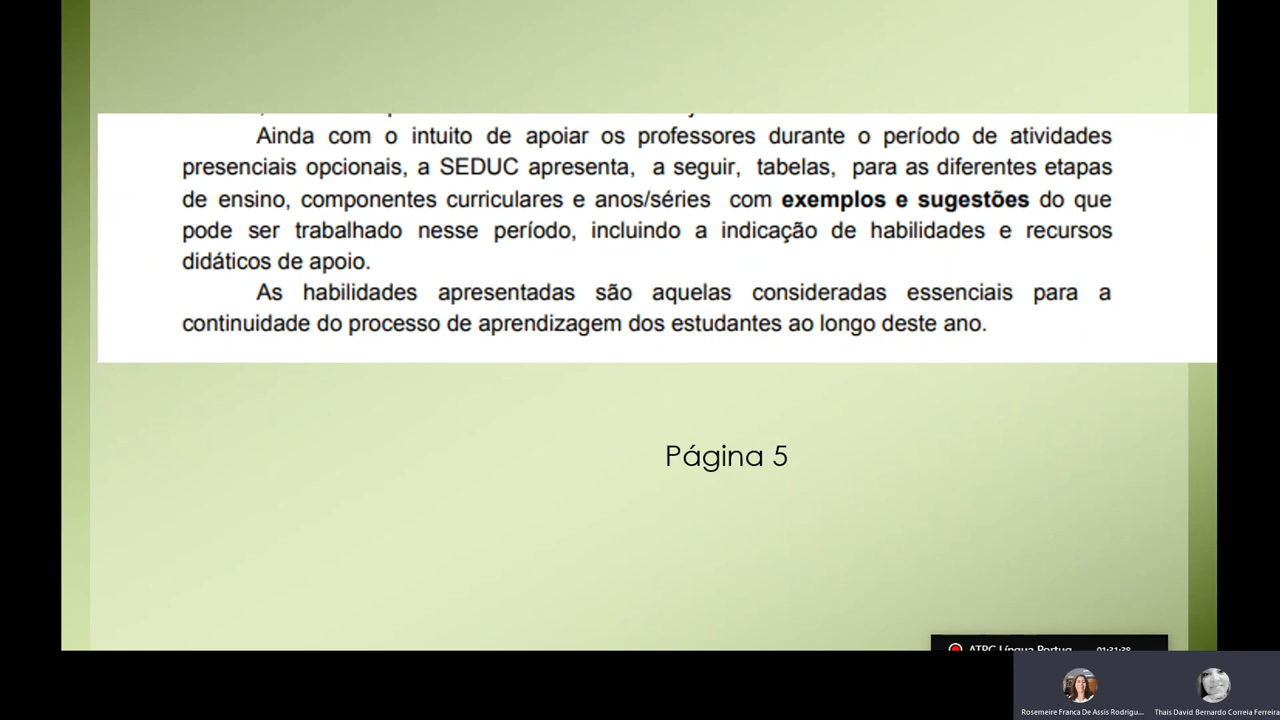 Ainda com o intuito de apoiar os professores durante o período de atividades
presenciais opcionais, a SEDUC apresenta, a seguir, tabelas, para as diferentes etapas
de ensino, componentes curriculares e anos/séries com exemplos e sugestões do que
pode ser trabalhado nesse período, incluindo a indicação de habilidades e recursos
didáticos de apoio.
As habilidades apresentadas são aquelas consideradas essenciais para a
continuidade do processo de aprendizagem dos estudantes ao longo deste ano.
Página 5
ATPC Língua Portug... 01:31:38
Rosemeire Franca De Assis Rodrigu...
Thais David Bernardo Correia Ferreira